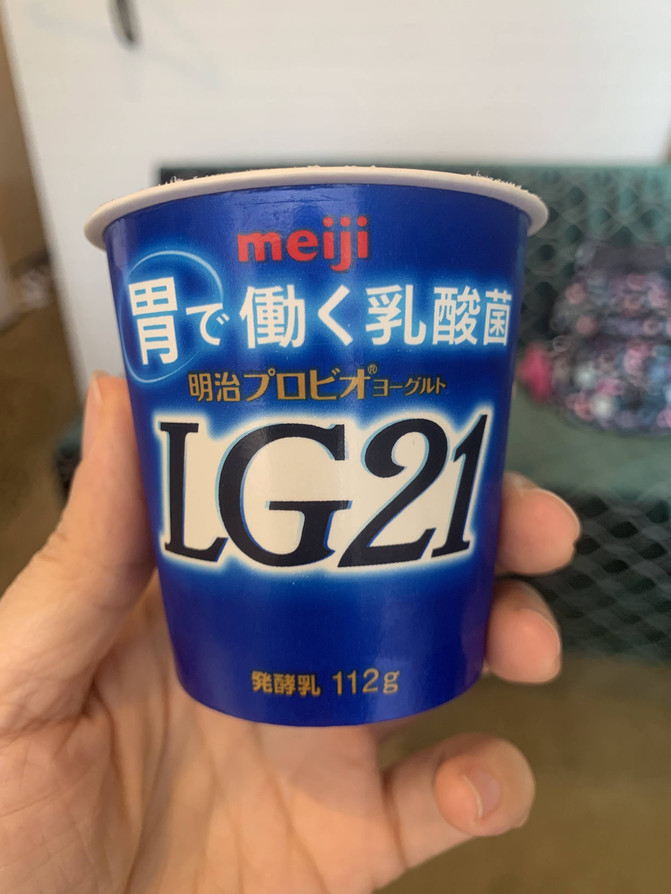 meiji
胃で働く乳酸菌
明治プロビオ®ヨーグルト
LG21
発酵乳 112g